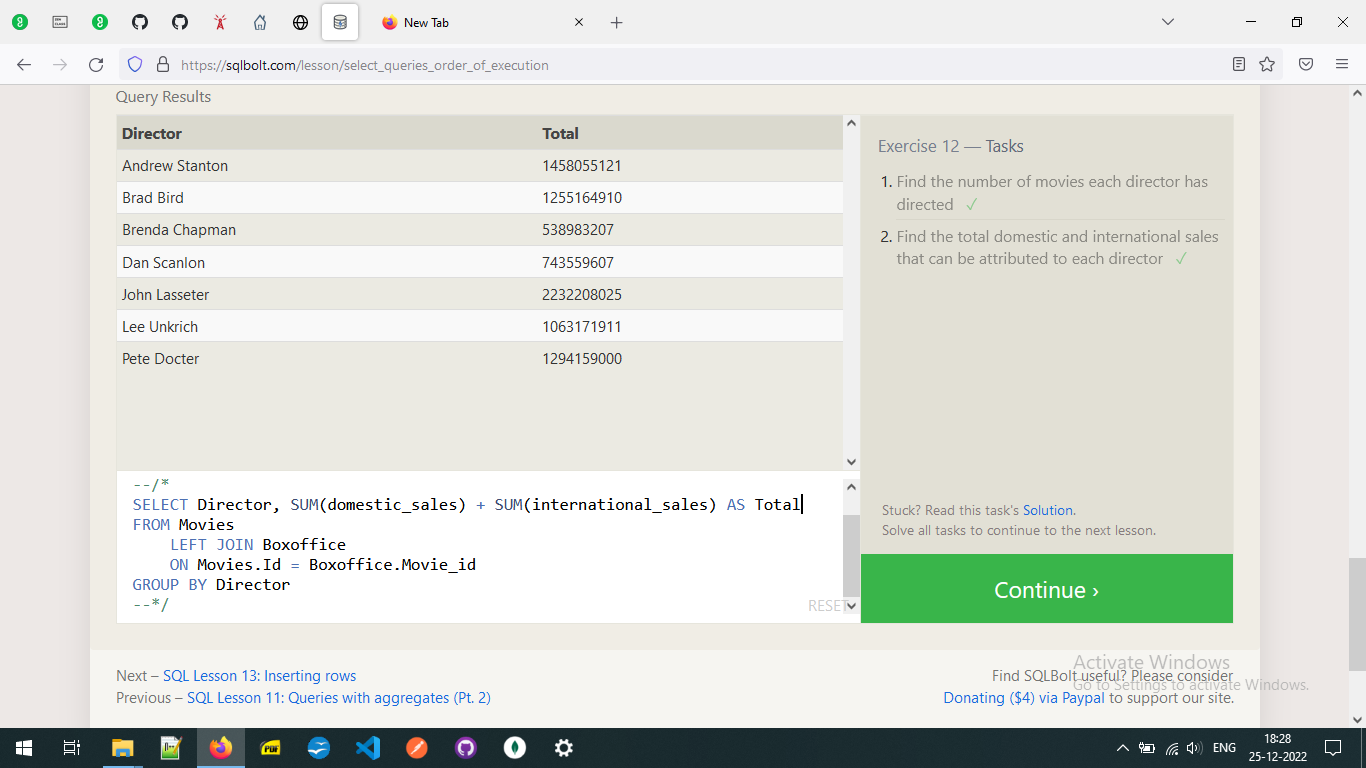 New Tab
https://sqlbolt.com/lesson/select_queries_order_of_execution
Query Results
Director Total
Andrew Stanton 1458055121
Brad Bird 1255164910
Brenda Chapman 538983207
Dan Scanlon 743559607
John Lasseter 2232208025
Lee Unkrich 1063171911
Pete Docter 1294159000
Exercise 12 — Tasks
1. Find the number of movies each director has
directed ✓
2. Find the total domestic and international sales
that can be attributed to each director ✓
Stuck? Read this task's Solution.
Solve all tasks to continue to the next lesson.
Continue ›
--/*
SELECT Director, SUM(domestic_sales) + SUM(international_sales) AS Total
FROM Movies
LEFT JOIN Boxoffice
ON Movies.Id = Boxoffice.Movie_id
GROUP BY Director
--*/
RESET
Next – SQL Lesson 13: Inserting rows
Previous – SQL Lesson 11: Queries with aggregates (Pt. 2)
Find SQLBolt useful? Please consider
Donating ($4) via Paypal to support our site.
Activate Windows
Go to Settings to activate Windows.
PDF
ENG
18:28
25-12-2022